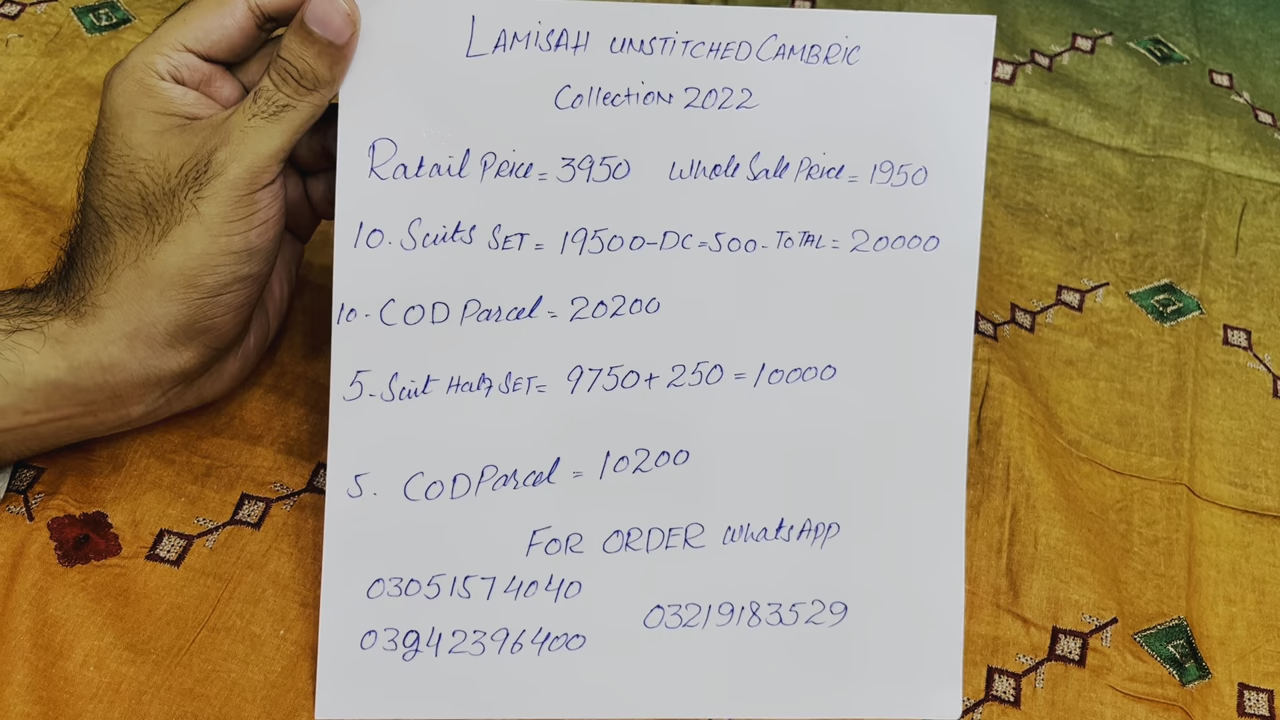 LAMISAH UNSTITCHED CAMBRIC
Collection 2022
Ratail Price = 3950 Whole Sale Price = 1950
10. Suits SET = 19500-DC=500-TOTAL = 20000
10- COD Parcel = 20200
5-Suit Half SET = 9750+250 = 10000
5. COD Parcel = 10200
FOR ORDER WhatsApp
03051574040
03219183529